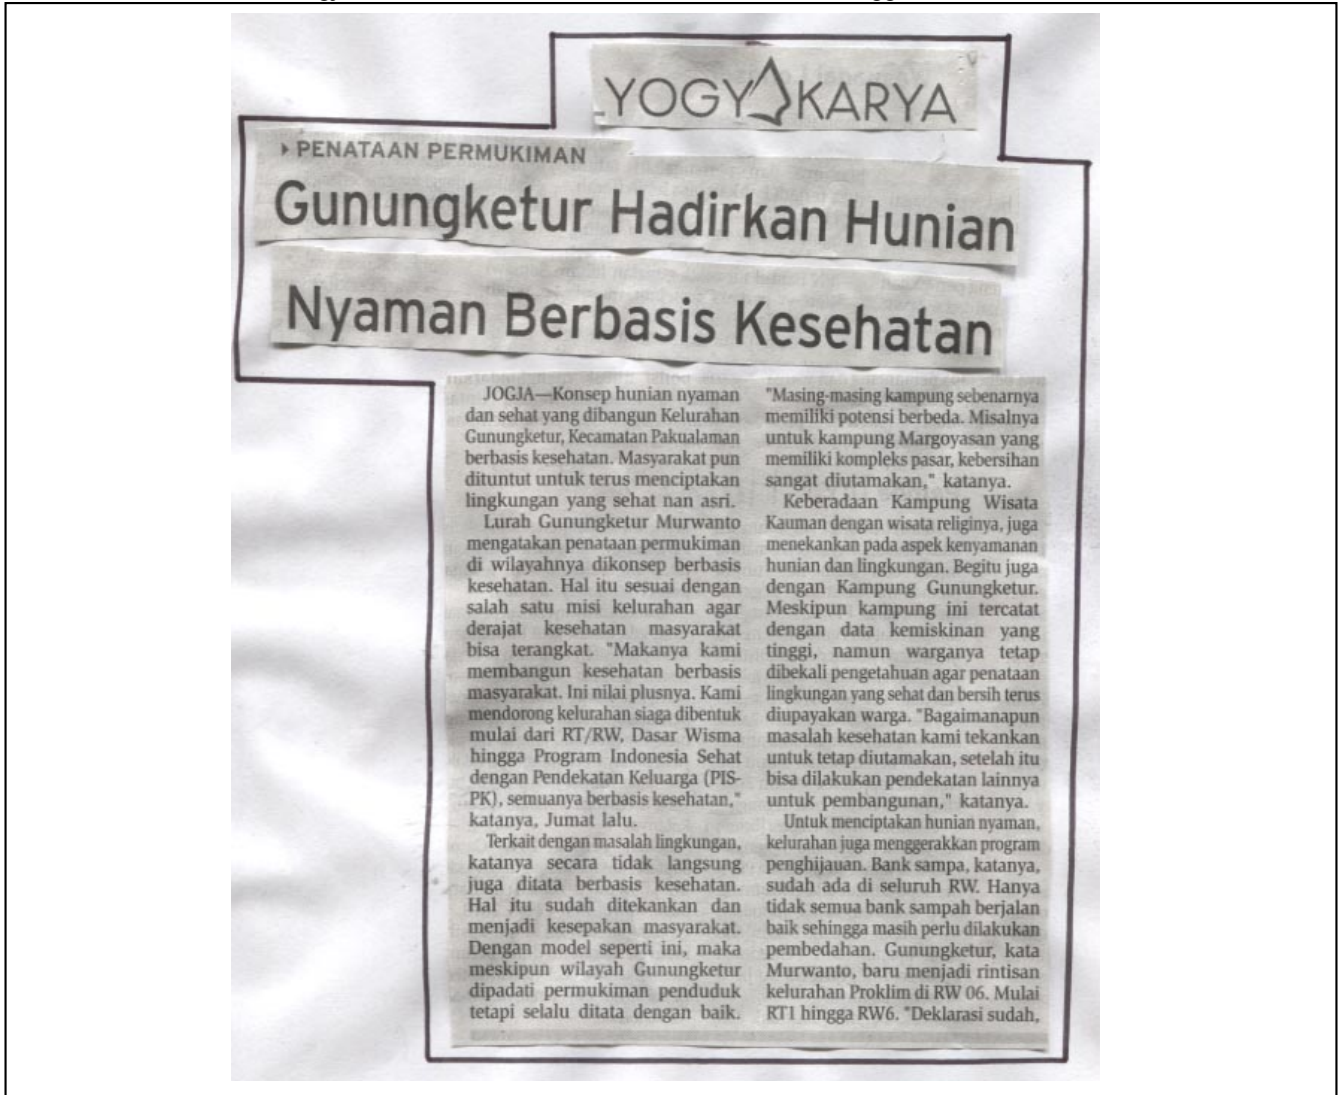 YOGYAKARYA
PENATAAN PERMUKIMAN
Gunungketur Hadirkan Hunian
Nyaman Berbasis Kesehatan
JOGJA—Konsep hunian nyaman
dan sehat yang dibangun Kelurahan
Gunungketur, Kecamatan Pakualaman
berbasis kesehatan. Masyarakat pun
dituntut untuk terus menciptakan
lingkungan yang sehat nan asri.
Lurah Gunungketur Murwanto
mengatakan penataan permukiman
di wilayahnya dikonsep berbasis
kesehatan. Hal itu sesuai dengan
salah satu misi kelurahan agar
derajat kesehatan masyarakat
bisa terangkat. "Makanya kami
membangun kesehatan berbasis
masyarakat. Ini nilai plusnya. Kami
mendorong kelurahan siaga dibentuk
mulai dari RT/RW, Dasar Wisma
hingga Program Indonesia Sehat
dengan Pendekatan Keluarga (PIS-
PK), semuanya berbasis kesehatan,"
katanya, Jumat lalu.
Terkait dengan masalah lingkungan,
katanya secara tidak langsung
juga ditata berbasis kesehatan.
Hal itu sudah ditekankan dan
menjadi kesepakan masyarakat.
Dengan model seperti ini, maka
meskipun wilayah Gunungketur
dipadati permukiman penduduk
tetapi selalu ditata dengan baik.
"Masing-masing kampung sebenarnya
memiliki potensi berbeda. Misalnya
untuk kampung Margoyasan yang
memiliki kompleks pasar, kebersihan
sangat diutamakan," katanya.
Keberadaan Kampung Wisata
Kauman dengan wisata religinya, juga
menekankan pada aspek kenyamanan
hunian dan lingkungan. Begitu juga
dengan Kampung Gunungketur.
Meskipun kampung ini tercatat
dengan data kemiskinan yang
tinggi, namun warganya tetap
dibekali pengetahuan agar penataan
lingkungan yang sehat dan bersih terus
diupayakan warga. "Bagaimanapun
masalah kesehatan kami tekankan
untuk tetap diutamakan, setelah itu
bisa dilakukan pendekatan lainnya
untuk pembangunan," katanya.
Untuk menciptakan hunian nyaman,
kelurahan juga menggerakkan program
penghijauan. Bank sampa, katanya,
sudah ada di seluruh RW. Hanya
tidak semua bank sampah berjalan
baik sehingga masih perlu dilakukan
pembedahan. Gunungketur, kata
Murwanto, baru menjadi rintisan
kelurahan Proklim di RW 06. Mulai
RT1 hingga RW6. "Deklarasi sudah,